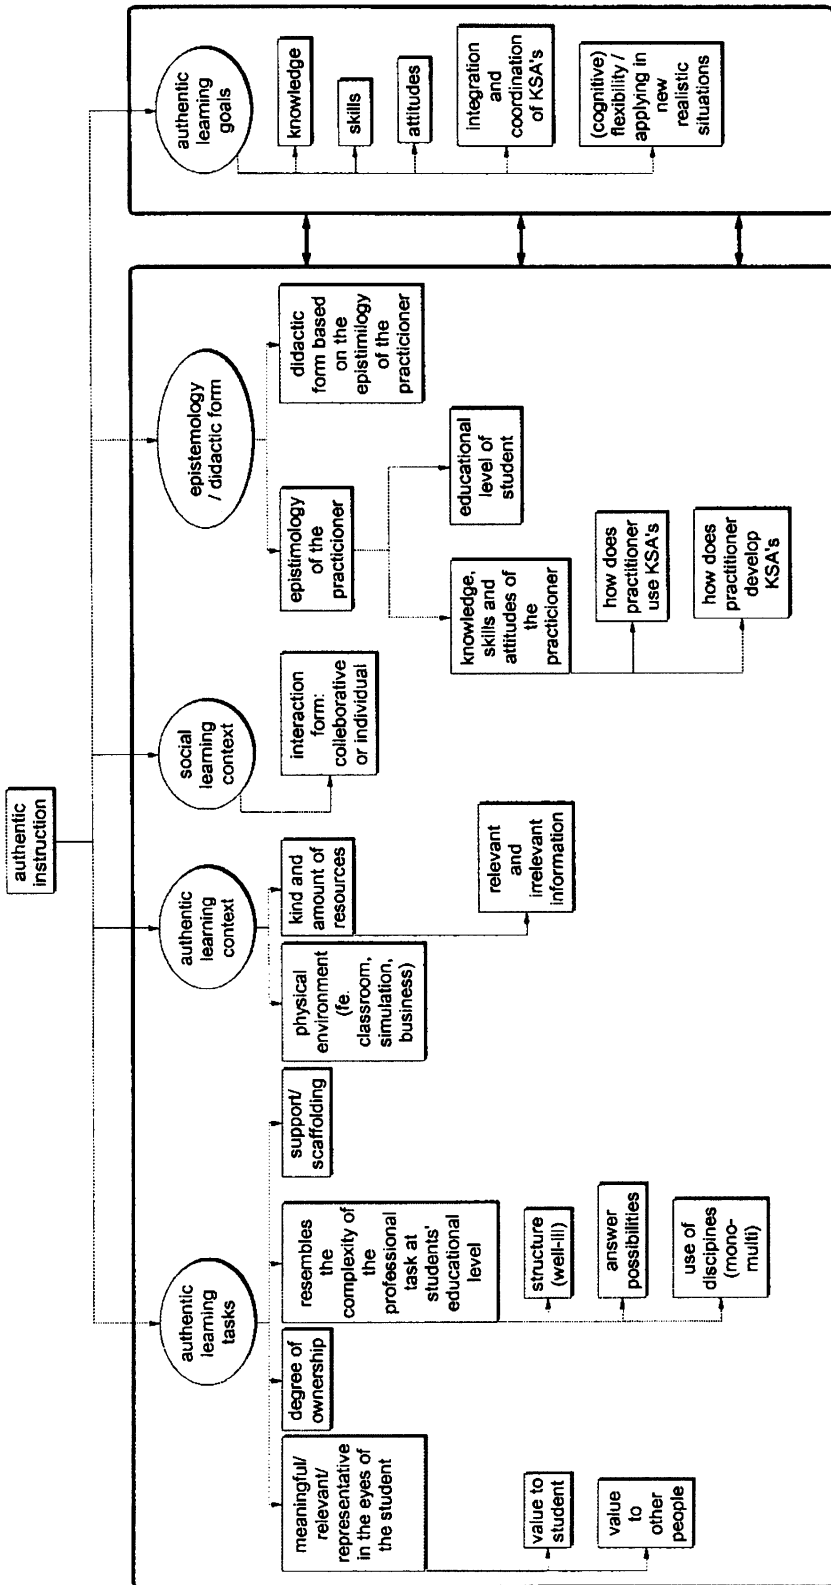 authentic
instruction
authentic
learning
tasks
authentic
learning
context
social
learning
context
epistemology
/ didactic form
authentic
learning
goals
meaningful/
relevant/
representative
in the eyes of
the student
value to
student
value
to
other
people
degree of
ownership
resembles
the
complexity of
the
professional
task at
students'
educational
level
structure
(well-ill)
answer
possibilities
use of
discipines
(mono-
multi)
support/
scaffolding
physical
environment
(fe.
classroom,
simulation,
business)
kind and
amount of
resources
relevant
and
irrelevant
information
interaction
form:
colleborative
or individual
epistimology
of the
practicioner
knowledge,
skills and
attitudes of
the
practicioner
how does
practitioner
use KSA's
how does
practitioner
develop
KSA's
educational
level of
student
didactic
form based
on the
epistimilogy
of the
practicioner
knowledge
skills
attitudes
integration
and
coordination
of KSA's
(cognitive)
flexibility /
applying in
new
realistic
situations